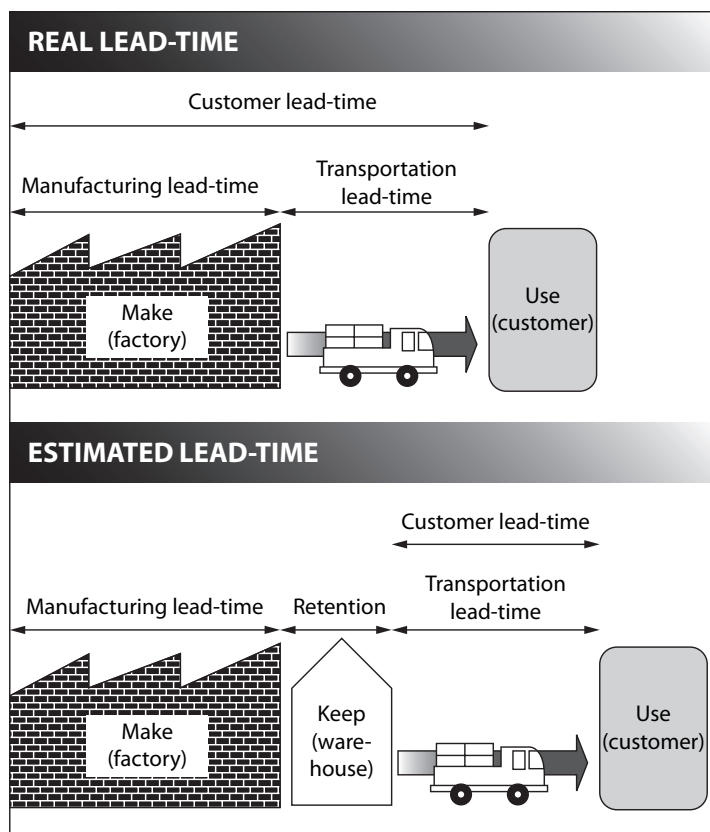 REAL LEAD-TIME
Customer lead-time
Manufacturing lead-time
Transportation
lead-time
Make
(factory)
Use
(customer)
ESTIMATED LEAD-TIME
Customer lead-time
Manufacturing lead-time
Retention
Transportation
lead-time
Make
(factory)
Keep
(ware-
house)
Use
(customer)